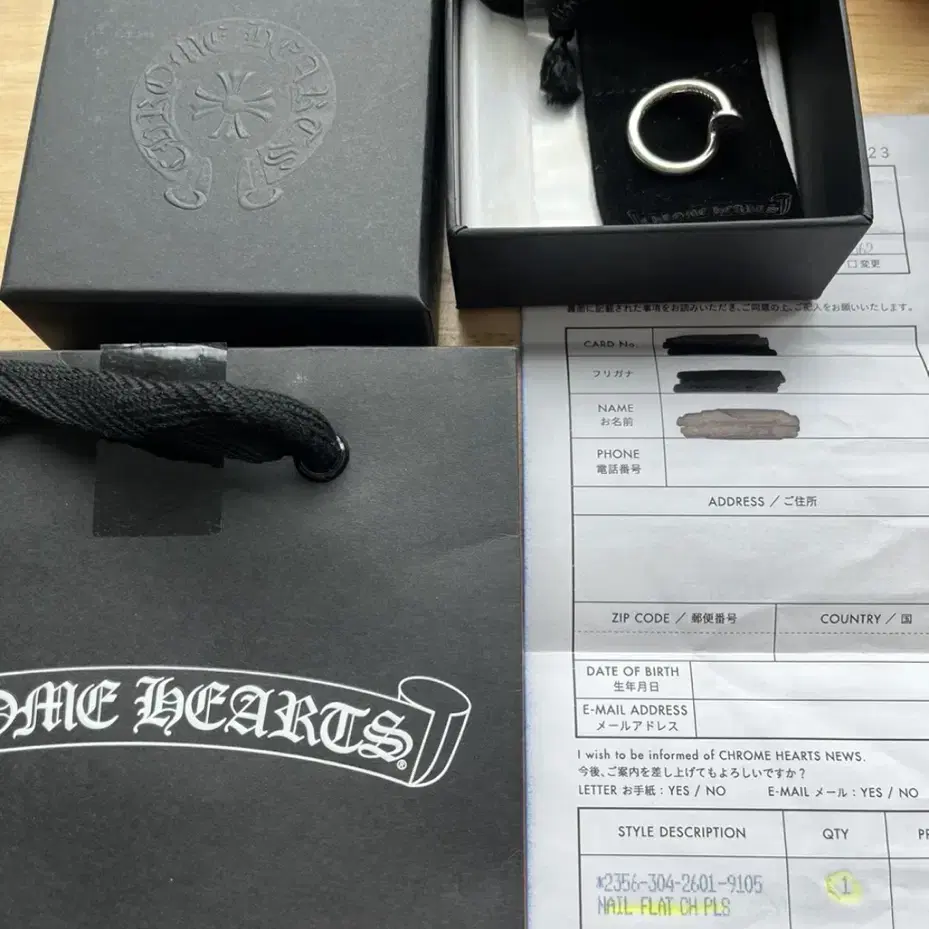 CHROME HEARTS
CHROME HEARTS
23
□変更
裏面に記載された事項をお読みいただき、ご同意の上、ご記入をお願いいたします。
CARD No.
フリガナ
NAME
お名前
PHONE
電話番号
ADDRESS / ご住所
ZIP CODE / 郵便番号
COUNTRY / 国
DATE OF BIRTH
生年月日
E-MAIL ADDRESS
メールアドレス
OME HEARTS®
I wish to be informed of CHROME HEARTS NEWS.
今後、ご案内を差し上げてもよろしいですか?
LETTER お手紙 : YES / NO E-MAIL メール : YES / NO
STYLE DESCRIPTION QTY PR
*2356-304-2601-9105 1
NAIL FLAT CH PLS